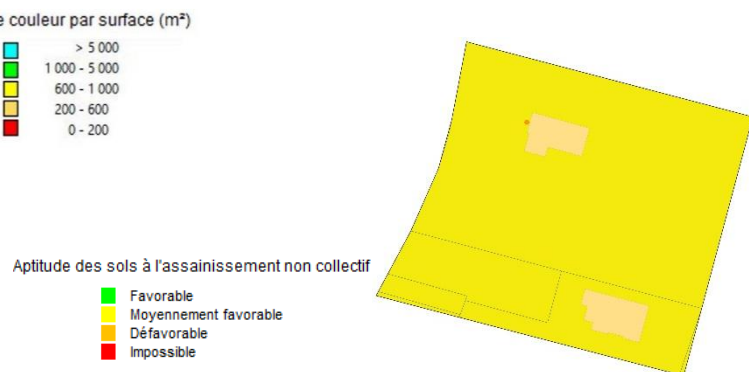 e couleur par surface (m²)
> 5 000
1 000 - 5 000
600 - 1 000
200 - 600
0 - 200
Aptitude des sols à l'assainissement non collectif
Favorable
Moyennement favorable
Défavorable
Impossible